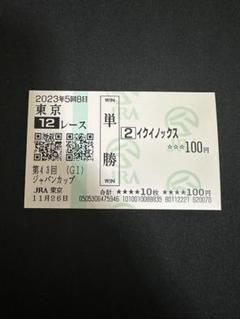 2023年5回8日
東京
12レース
WIN
単勝
WIN
2 イクイノックス
☆☆☆100円
第43回 (GI)
ジャパンカップ
JRA 東京
11月26日
合計 ★★★★10枚 ★★★★100円